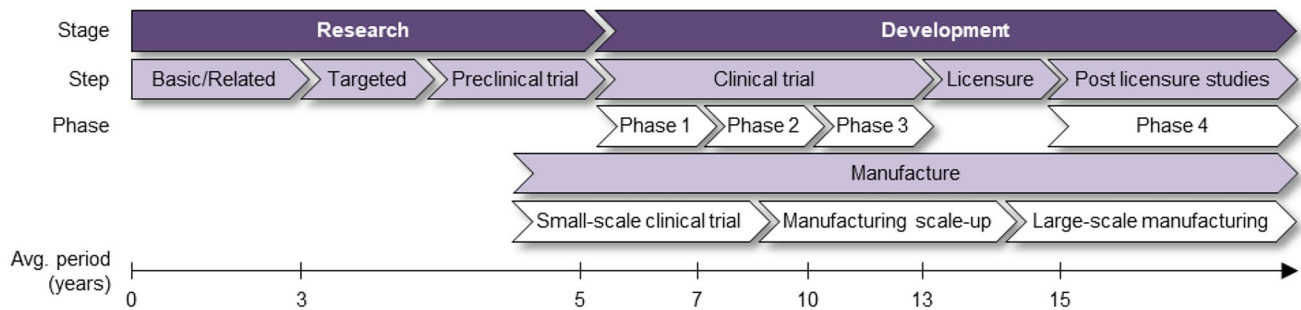 Stage Research Development
Step Basic/Related Targeted Preclinical trial Clinical trial Licensure Post licensure studies
Phase Phase 1 Phase 2 Phase 3 Phase 4
Manufacture
Small-scale clinical trial Manufacturing scale-up Large-scale manufacturing
Avg. period
(years)
0 3 5 7 10 13 15